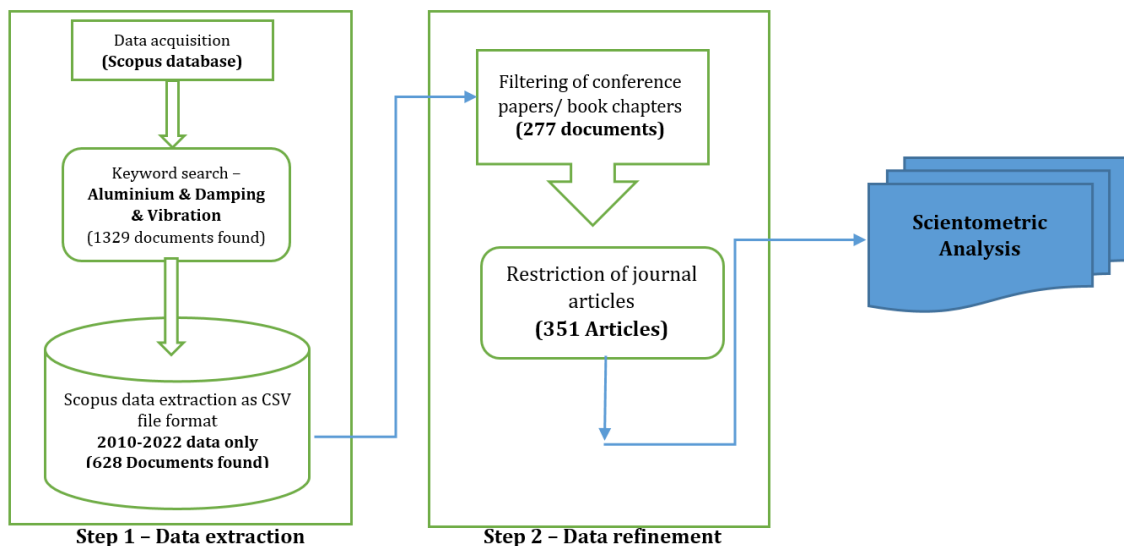 Data acquisition
(Scopus database)
Keyword search –
Aluminium & Damping
& Vibration
(1329 documents found)
Scopus data extraction as CSV
file format
2010-2022 data only
(628 Documents found)
Step 1 – Data extraction
Filtering of conference
papers/ book chapters
(277 documents)
Restriction of journal
articles
(351 Articles)
Step 2 – Data refinement
Scientometric
Analysis